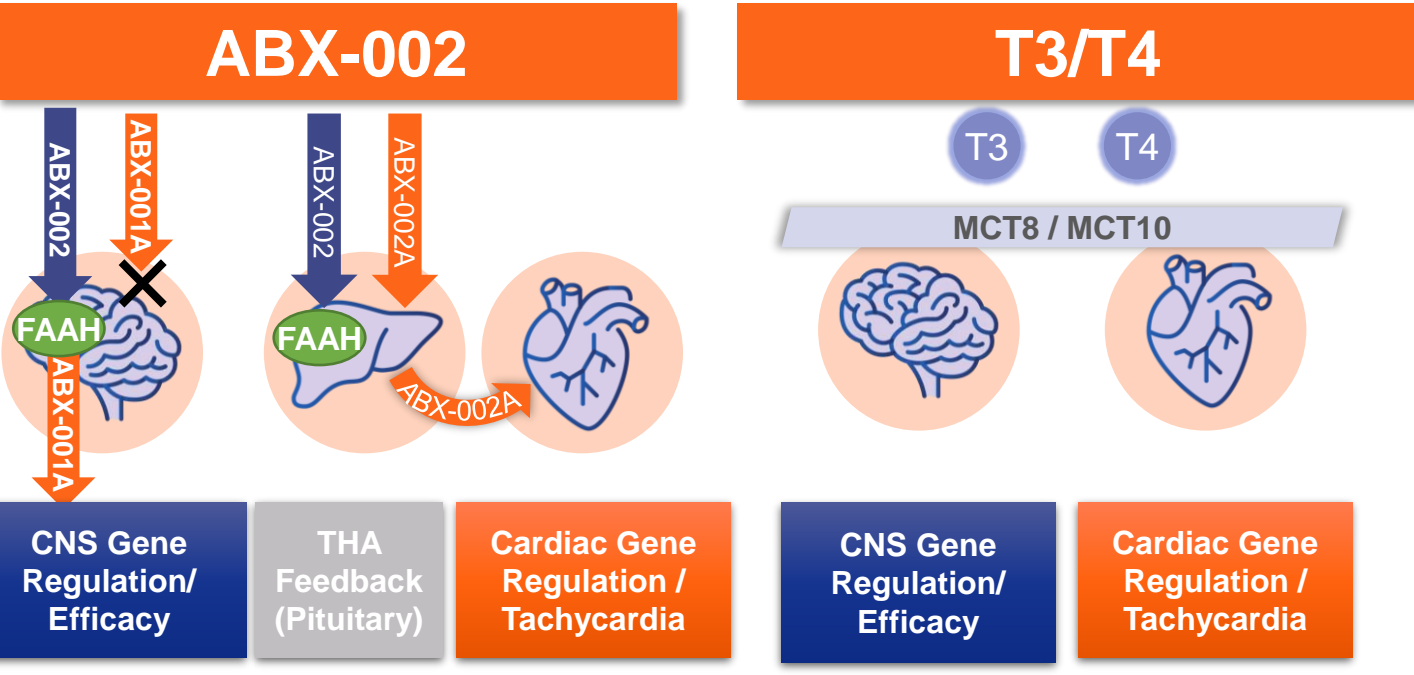 ABX-002
T3/T4
ABX-002
ABX-001A
ABX-002
ABX-002A
T3
T4
MCT8 / MCT10
FAAH
FAAH
ABX-001A
ABX-002A
CNS Gene
Regulation/
Efficacy
THA
Feedback
(Pituitary)
Cardiac Gene
Regulation /
Tachycardia
CNS Gene
Regulation/
Efficacy
Cardiac Gene
Regulation /
Tachycardia